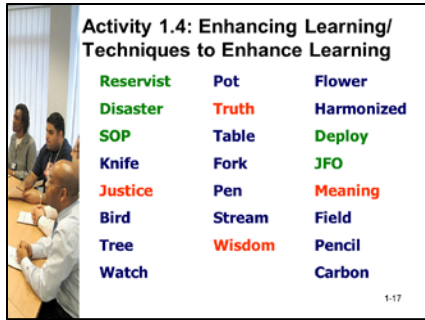 Activity 1.4: Enhancing Learning/
Techniques to Enhance Learning
Reservist Pot Flower
Disaster Truth Harmonized
SOP Table Deploy
Knife Fork JFO
Justice Pen Meaning
Bird Stream Field
Tree Wisdom Pencil
Watch Carbon
1-17